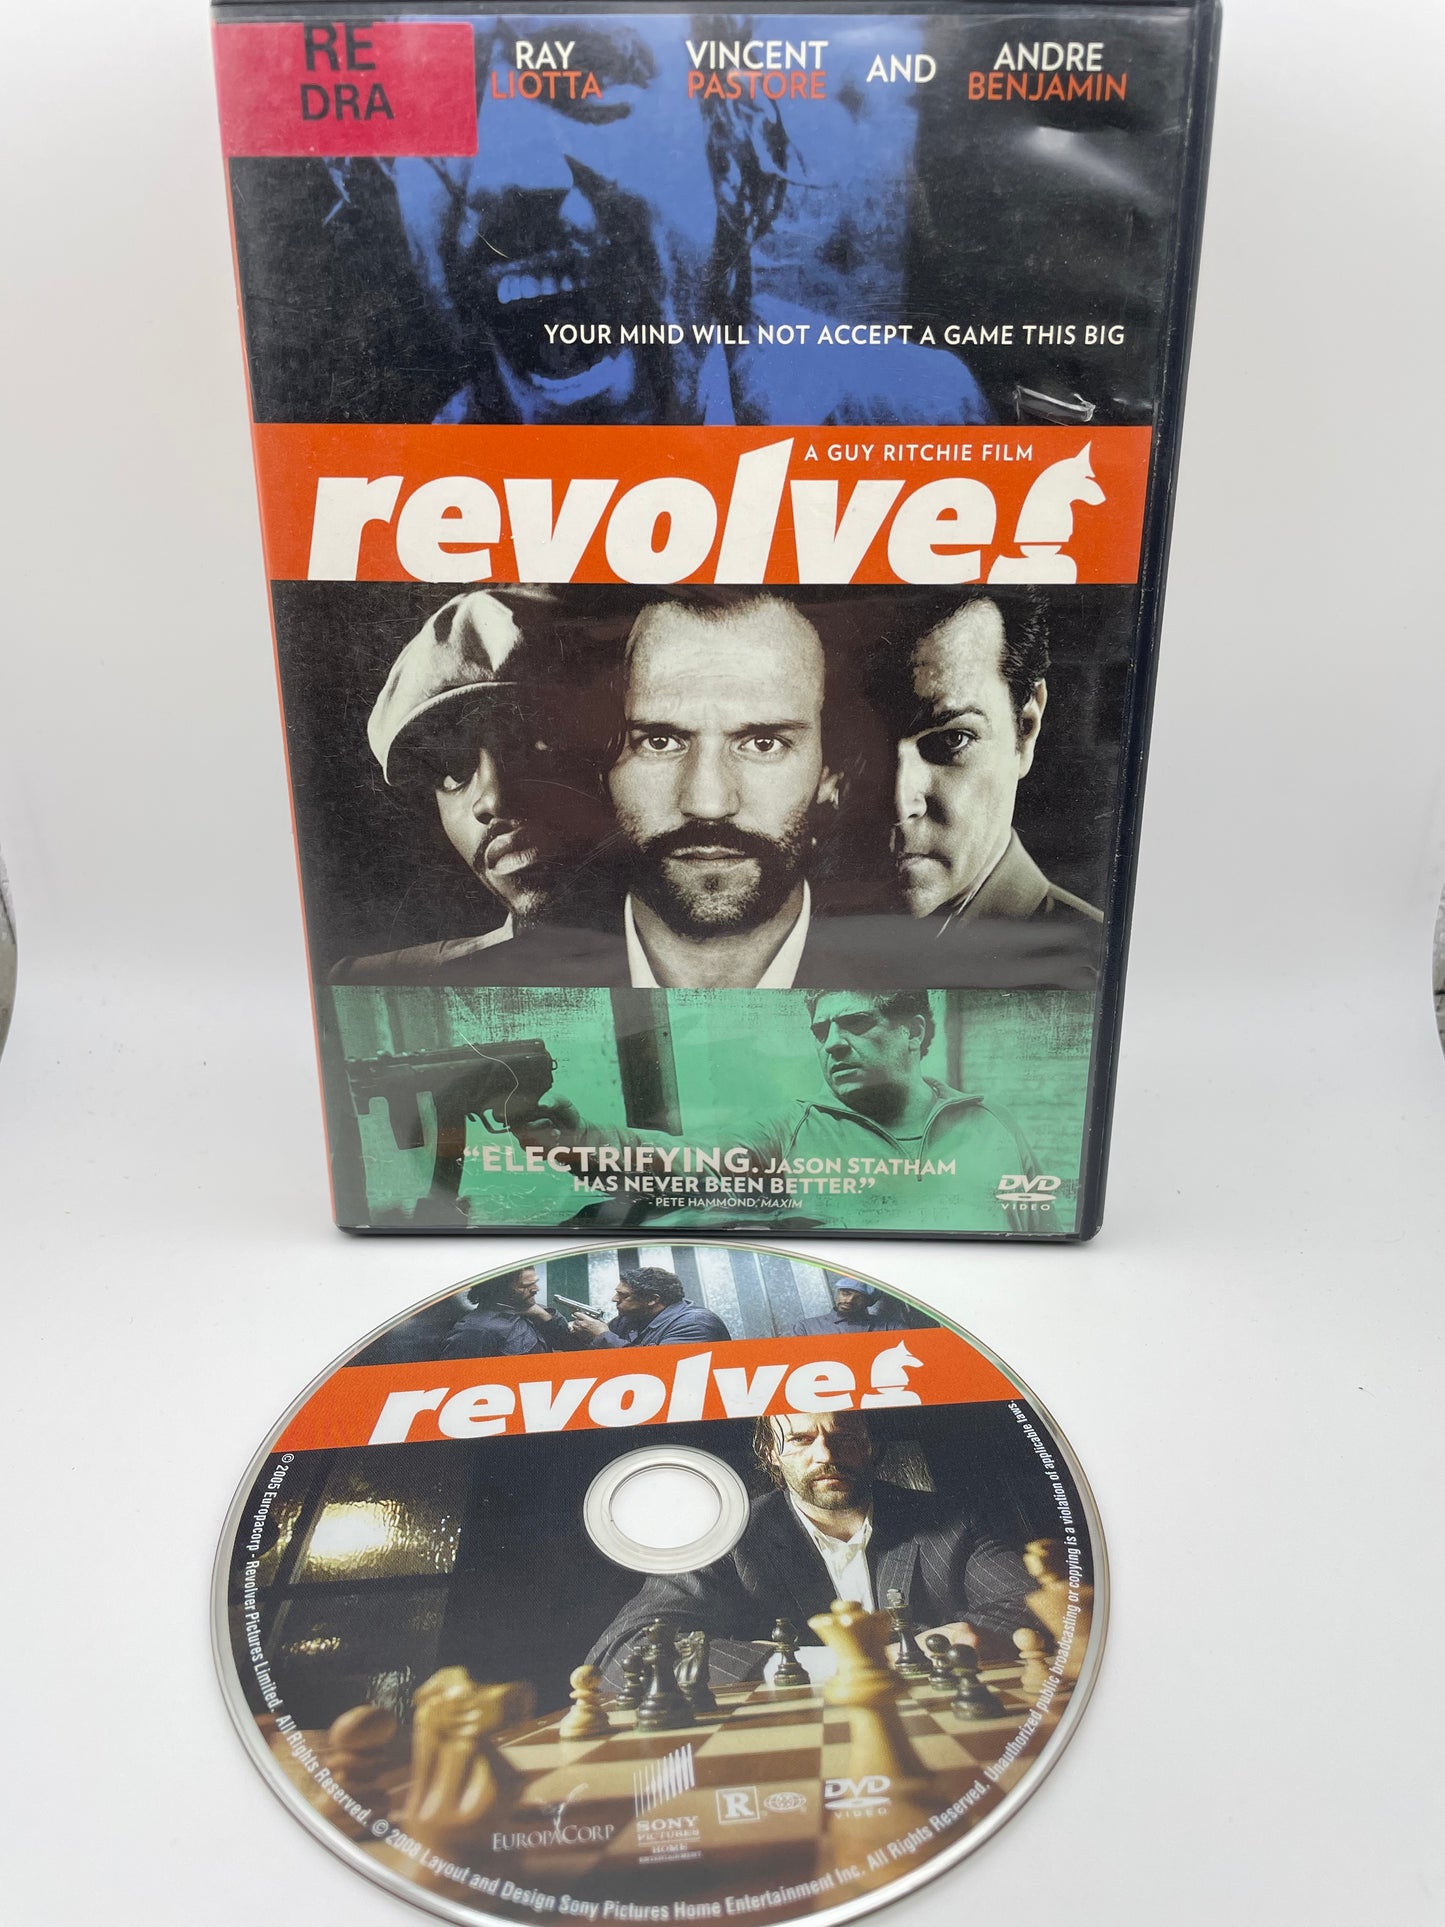 RE
DRA
RAY LIOTTA
VINCENT PASTORE
AND
ANDRE BENJAMIN
YOUR MIND WILL NOT ACCEPT A GAME THIS BIG
A GUY RITCHIE FILM
revolver
"ELECTRIFYING. JASON STATHAM
HAS NEVER BEEN BETTER."
- PETE HAMMOND, MAXIM
DVD
VIDEO
revolver
© 2005 Europacorp - Revolver Pictures Limited. All Rights Reserved. © 2008 Layout and Design Sony Pictures Home Entertainment Inc. All Rights Reserved. Unauthorized public broadcasting or copying is a violation of applicable laws.
EUROPACORP
SONY
PICTURES
HOME
ENTERTAINMENT
R
DVD
VIDEO